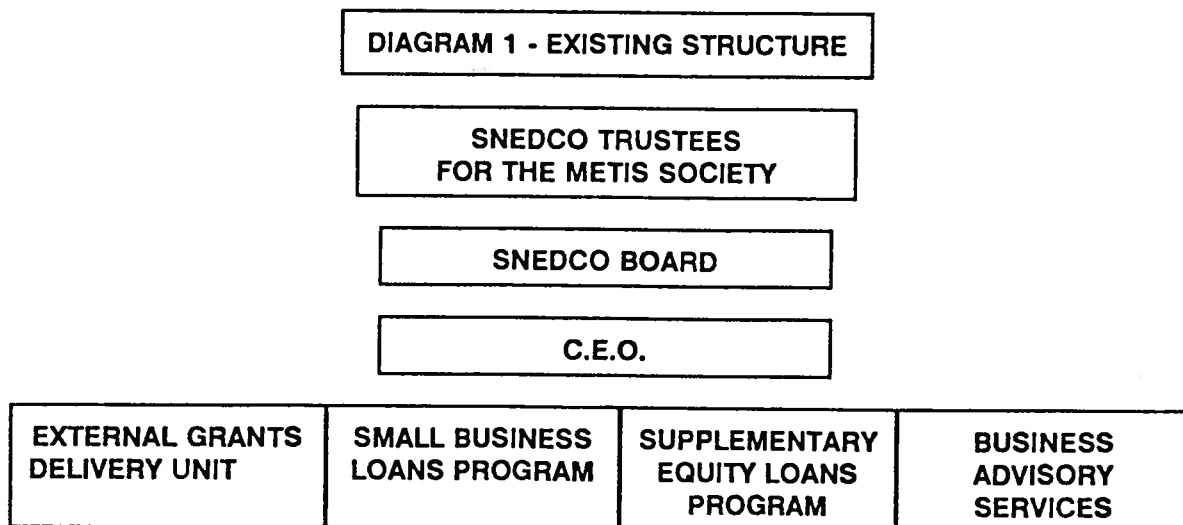 DIAGRAM 1 - EXISTING STRUCTURE
SNEDCO TRUSTEES
FOR THE METIS SOCIETY
SNEDCO BOARD
C.E.O.
EXTERNAL GRANTS
DELIVERY UNIT
SMALL BUSINESS
LOANS PROGRAM
SUPPLEMENTARY
EQUITY LOANS
PROGRAM
BUSINESS
ADVISORY
SERVICES